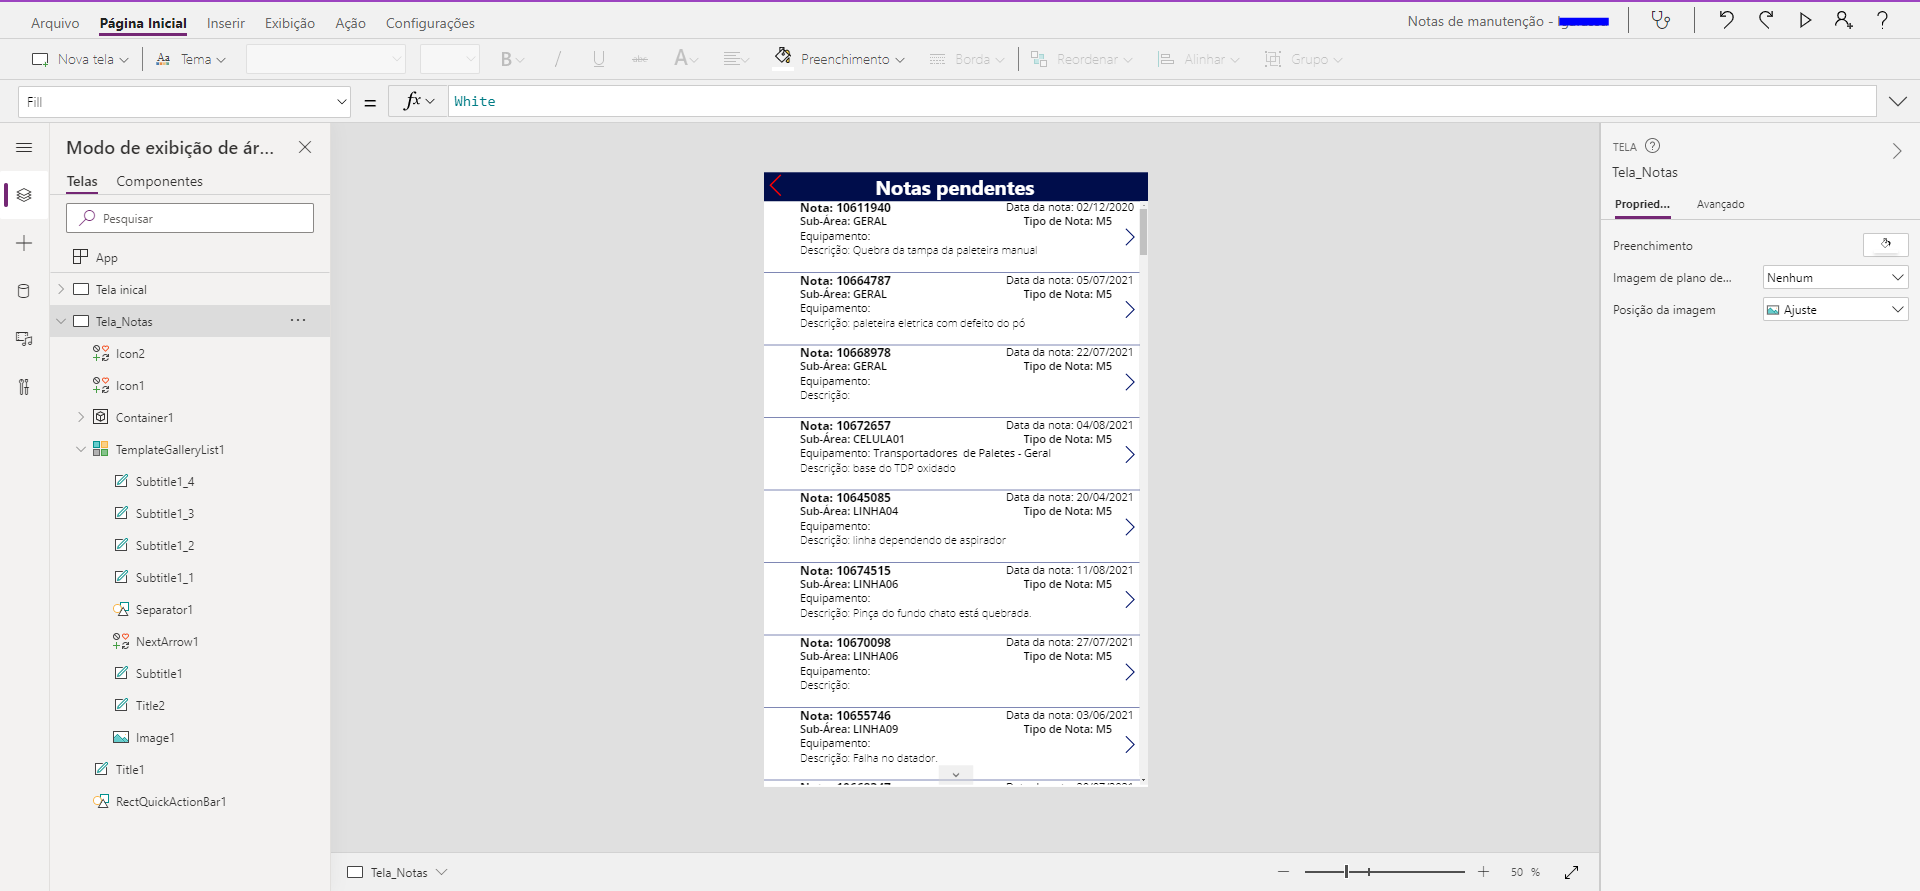 Arquivo Página Inicial Inserir Exibição Ação Configurações Notas de manutenção -
Nova tela Tema B / U abc A Preenchimento Borda Reordenar Alinhar Grupo
Fill = fx White
Modo de exibição de ár...
Telas Componentes
Pesquisar
App
Tela inical
Tela_Notas ...
Icon2
Icon1
Container1
TemplateGalleryList1
Subtitle1_4
Subtitle1_3
Subtitle1_2
Subtitle1_1
Separator1
NextArrow1
Subtitle1
Title2
Image1
Title1
RectQuickActionBar1
Notas pendentes
Nota: 10611940 Data da nota: 02/12/2020
Sub-Área: GERAL Tipo de Nota: M5
Equipamento:
Descrição: Quebra da tampa da paleteira manual
Nota: 10664787 Data da nota: 05/07/2021
Sub-Área: GERAL Tipo de Nota: M5
Equipamento:
Descrição: paleteira eletrica com defeito do pó
Nota: 10668978 Data da nota: 22/07/2021
Sub-Área: GERAL Tipo de Nota: M5
Equipamento:
Descrição:
Nota: 10672657 Data da nota: 04/08/2021
Sub-Área: CELULA01 Tipo de Nota: M5
Equipamento: Transportadores de Paletes - Geral
Descrição: base do TDP oxidado
Nota: 10645085 Data da nota: 20/04/2021
Sub-Área: LINHA04 Tipo de Nota: M5
Equipamento:
Descrição: linha dependendo de aspirador
Nota: 10674515 Data da nota: 11/08/2021
Sub-Área: LINHA06 Tipo de Nota: M5
Equipamento:
Descrição: Pinça do fundo chato está quebrada.
Nota: 10670098 Data da nota: 27/07/2021
Sub-Área: LINHA06 Tipo de Nota: M5
Equipamento:
Descrição:
Nota: 10655746 Data da nota: 03/06/2021
Sub-Área: LINHA09 Tipo de Nota: M5
Equipamento:
Descrição: Falha no datador.
Tela_Notas 50 %
TELA
Tela_Notas
Propried... Avançado
Preenchimento
Imagem de plano de... Nenhum
Posição da imagem Ajuste